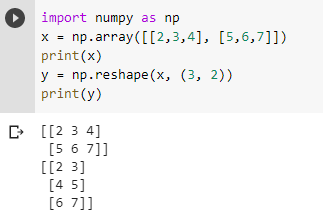 import numpy as np
x = np.array([[2,3,4], [5,6,7]])
print(x)
y = np.reshape(x, (3, 2))
print(y)
[[2 3 4]
 [5 6 7]]
[[2 3]
 [4 5]
 [6 7]]